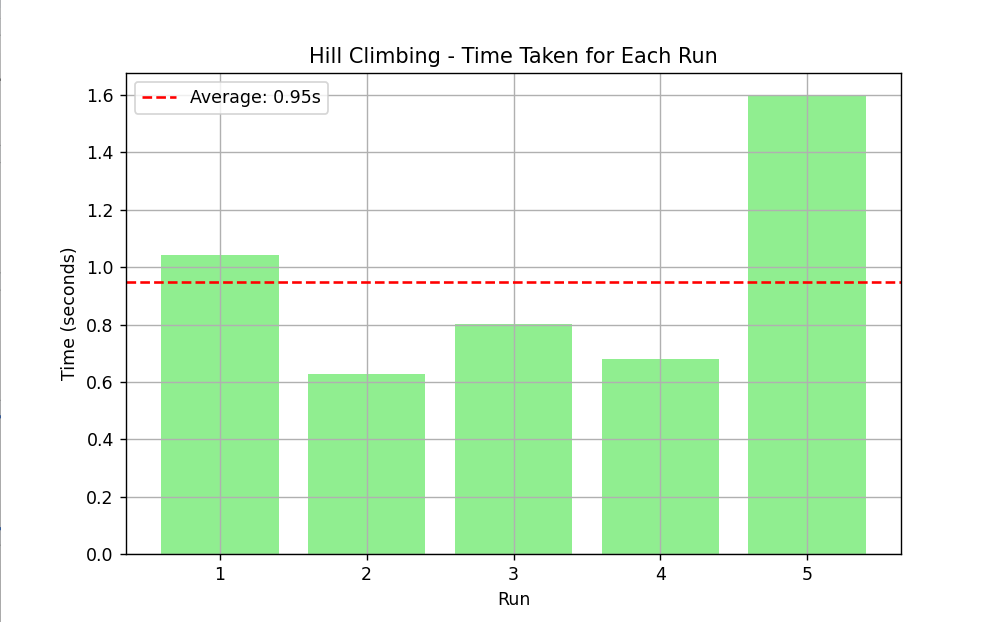 Hill Climbing - Time Taken for Each Run
Average: 0.95s
1.6
1.4
1.2
1.0
0.8
0.6
0.4
0.2
0.0
Time (seconds)
1 2 3 4 5
Run